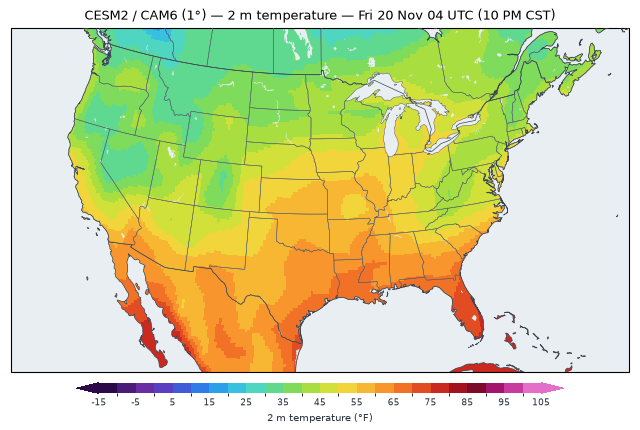 CESM2 / CAM6 (1°) — 2 m temperature — Fri 20 Nov 04 UTC (10 PM CST)
-15 -5 5 15 25 35 45 55 65 75 85 95 105
2 m temperature (°F)